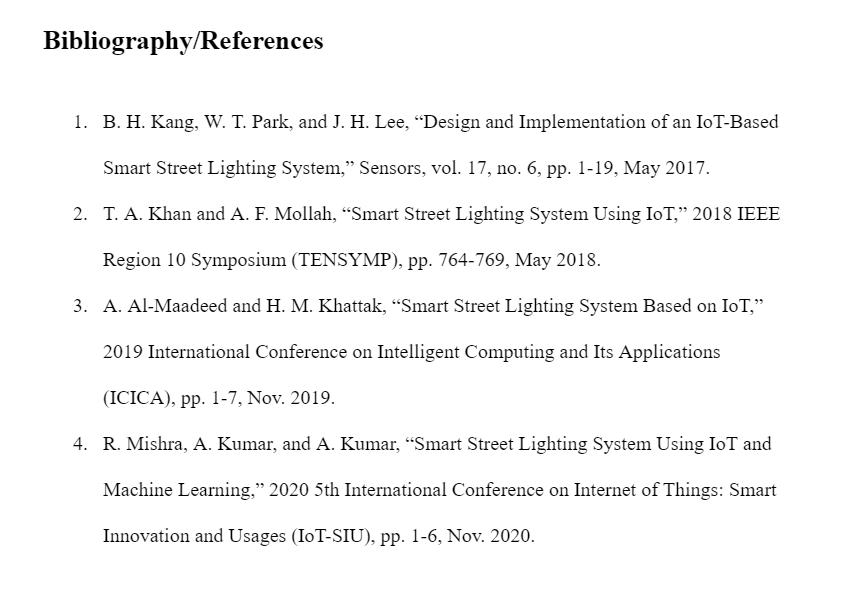 Bibliography/References
1. B. H. Kang, W. T. Park, and J. H. Lee, “Design and Implementation of an IoT-Based
Smart Street Lighting System,” Sensors, vol. 17, no. 6, pp. 1-19, May 2017.
2. T. A. Khan and A. F. Mollah, “Smart Street Lighting System Using IoT,” 2018 IEEE
Region 10 Symposium (TENSYMP), pp. 764-769, May 2018.
3. A. Al-Maadeed and H. M. Khattak, “Smart Street Lighting System Based on IoT,”
2019 International Conference on Intelligent Computing and Its Applications
(ICICA), pp. 1-7, Nov. 2019.
4. R. Mishra, A. Kumar, and A. Kumar, “Smart Street Lighting System Using IoT and
Machine Learning,” 2020 5th International Conference on Internet of Things: Smart
Innovation and Usages (IoT-SIU), pp. 1-6, Nov. 2020.